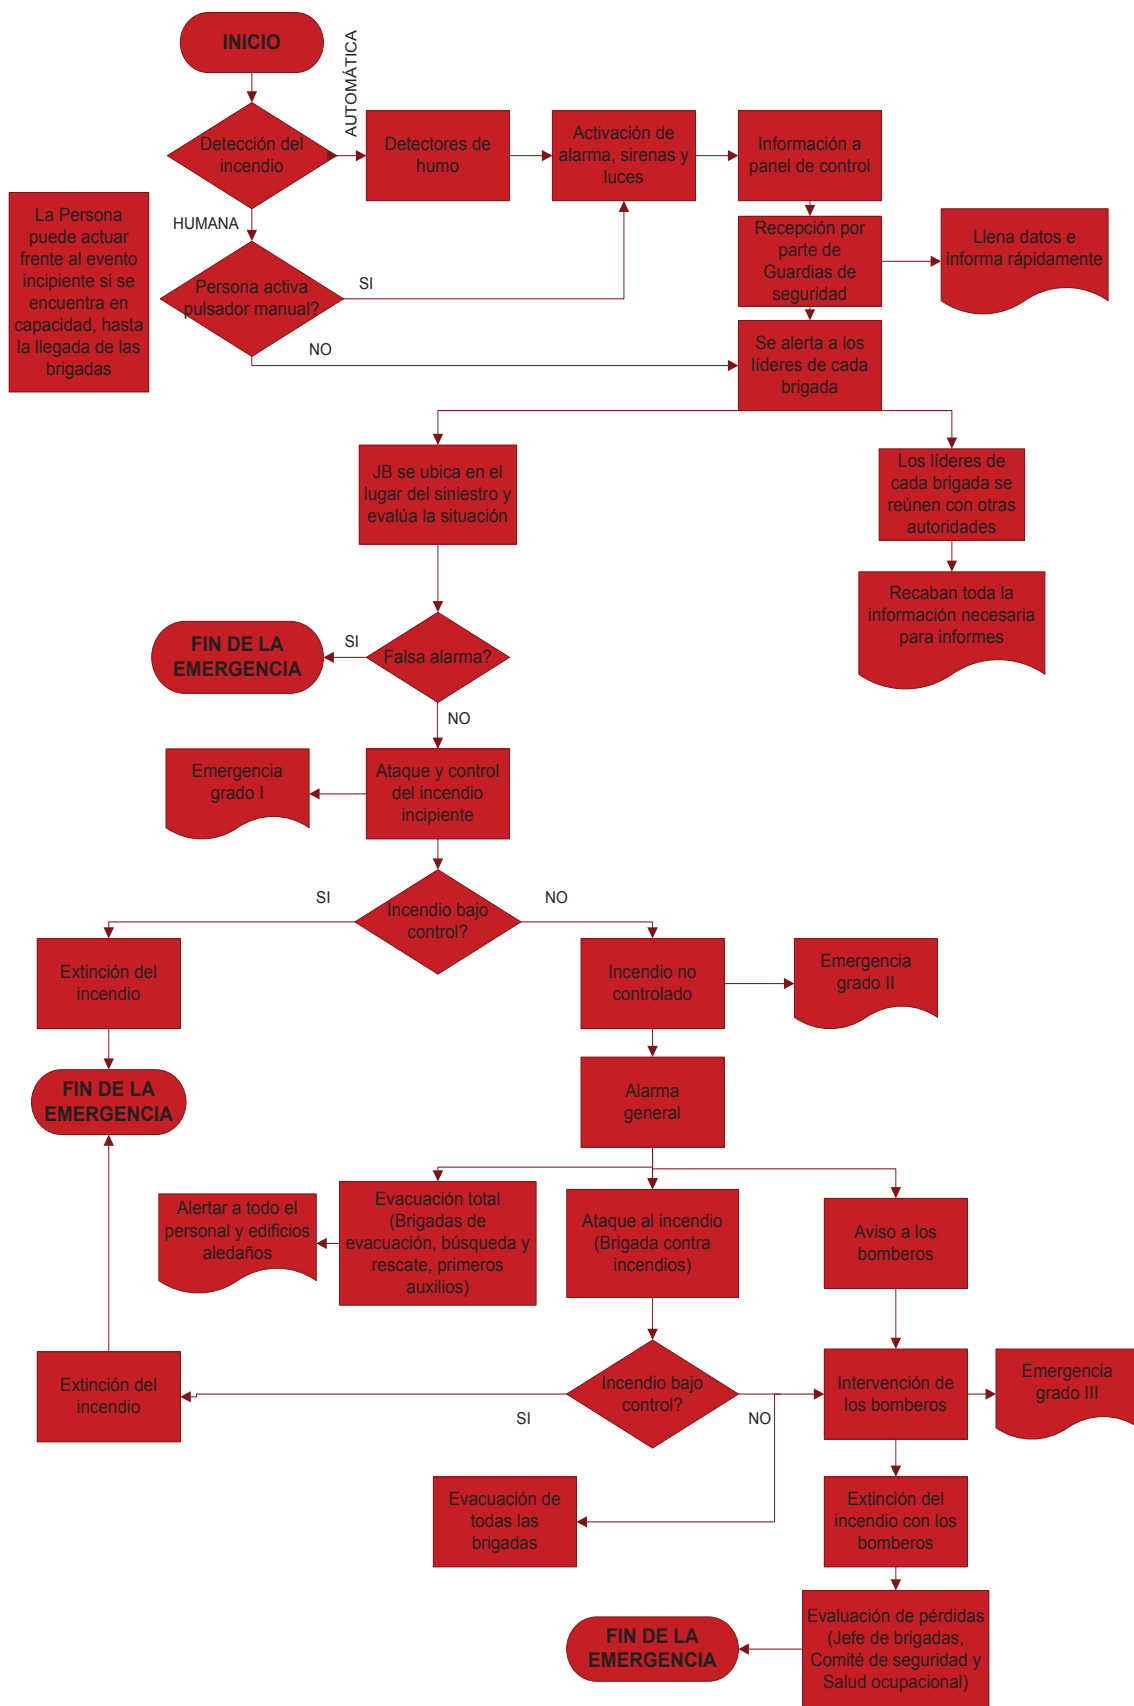 INICIO
AUTOMÁTICA
Detección del
incendio
Detectores de
humo
Activación de
alarma, sirenas y
luces
Información a
panel de control
HUMANA
La Persona
puede actuar
frente al evento
incipiente si se
encuentra en
capacidad, hasta
la llegada de las
brigadas
Persona activa
pulsador manual?
SI
NO
Recepción por
parte de
Guardias de
seguridad
Llena datos e
informa rápidamente
Se alerta a los
líderes de cada
brigada
JB se ubica en el
lugar del siniestro y
evalúa la situación
Los líderes de
cada brigada se
reúnen con otras
autoridades
Recaban toda la
información necesaria
para informes
Falsa alarma?
SI
FIN DE LA
EMERGENCIA
NO
Emergencia
grado I
Ataque y control
del incendio
incipiente
Incendio bajo
control?
SI
NO
Extinción del
incendio
Incendio no
controlado
Emergencia
grado II
FIN DE LA
EMERGENCIA
Alarma
general
Alertar a todo el
personal y edificios
aledaños
Evacuación total
(Brigadas de
evacuación, búsqueda y
rescate, primeros
auxilios)
Ataque al incendio
(Brigada contra
incendios)
Aviso a los
bomberos
Extinción del
incendio
SI
Incendio bajo
control?
NO
Intervención de
los bomberos
Emergencia
grado III
Evacuación de
todas las
brigadas
Extinción del
incendio con los
bomberos
Evaluación de pérdidas
(Jefe de brigadas,
Comité de seguridad y
Salud ocupacional)
FIN DE LA
EMERGENCIA